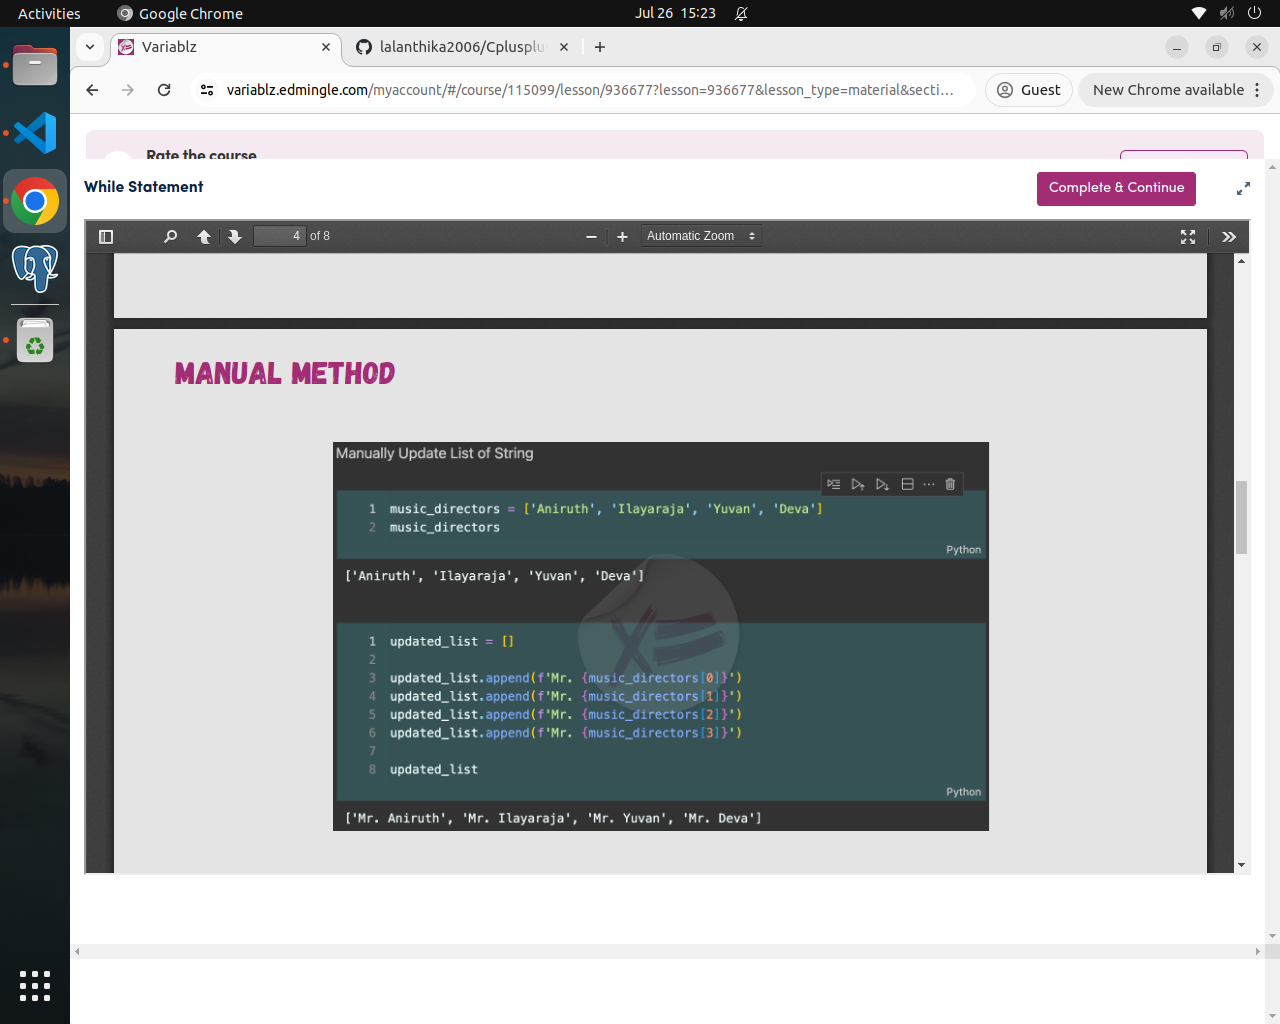 Activities
Google Chrome
Jul 26 15:23
Variablz
lalanthika2006/Cplusplu
variablz.edmingle.com/myaccount/#/course/115099/lesson/936677?lesson=936677&lesson_type=material&secti...
Guest
New Chrome available
Rate the course
While Statement
Complete & Continue
4 of 8
Automatic Zoom
MANUAL METHOD
Manually Update List of String
1 music_directors = ['Aniruth', 'Ilayaraja', 'Yuvan', 'Deva']
2 music_directors
Python
['Aniruth', 'Ilayaraja', 'Yuvan', 'Deva']
1 updated_list = []
2
3 updated_list.append(f'Mr. {music_directors[0]}')
4 updated_list.append(f'Mr. {music_directors[1]}')
5 updated_list.append(f'Mr. {music_directors[2]}')
6 updated_list.append(f'Mr. {music_directors[3]}')
7
8 updated_list
Python
['Mr. Aniruth', 'Mr. Ilayaraja', 'Mr. Yuvan', 'Mr. Deva']